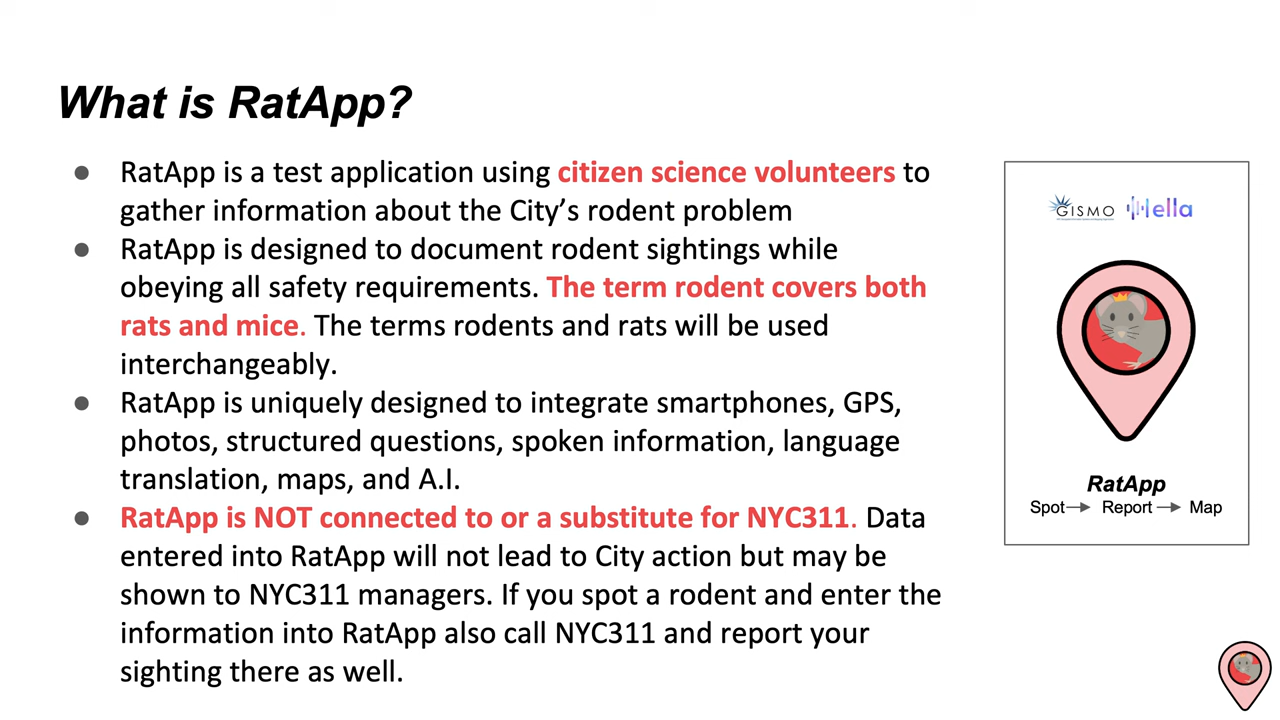 What is RatApp?
● RatApp is a test application using citizen science volunteers to
gather information about the City’s rodent problem
● RatApp is designed to document rodent sightings while
obeying all safety requirements. The term rodent covers both
rats and mice. The terms rodents and rats will be used
interchangeably.
● RatApp is uniquely designed to integrate smartphones, GPS,
photos, structured questions, spoken information, language
translation, maps, and A.I.
● RatApp is NOT connected to or a substitute for NYC311. Data
entered into RatApp will not lead to City action but may be
shown to NYC311 managers. If you spot a rodent and enter the
information into RatApp also call NYC311 and report your
sighting there as well.
GISMO ella
RatApp
Spot → Report → Map